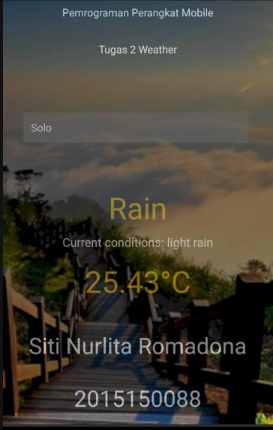 Pemrograman Perangkat Mobile
Tugas 2 Weather
Solo
Rain
Current conditions: light rain
25.43°C
Siti Nurlita Romadona
2015150088